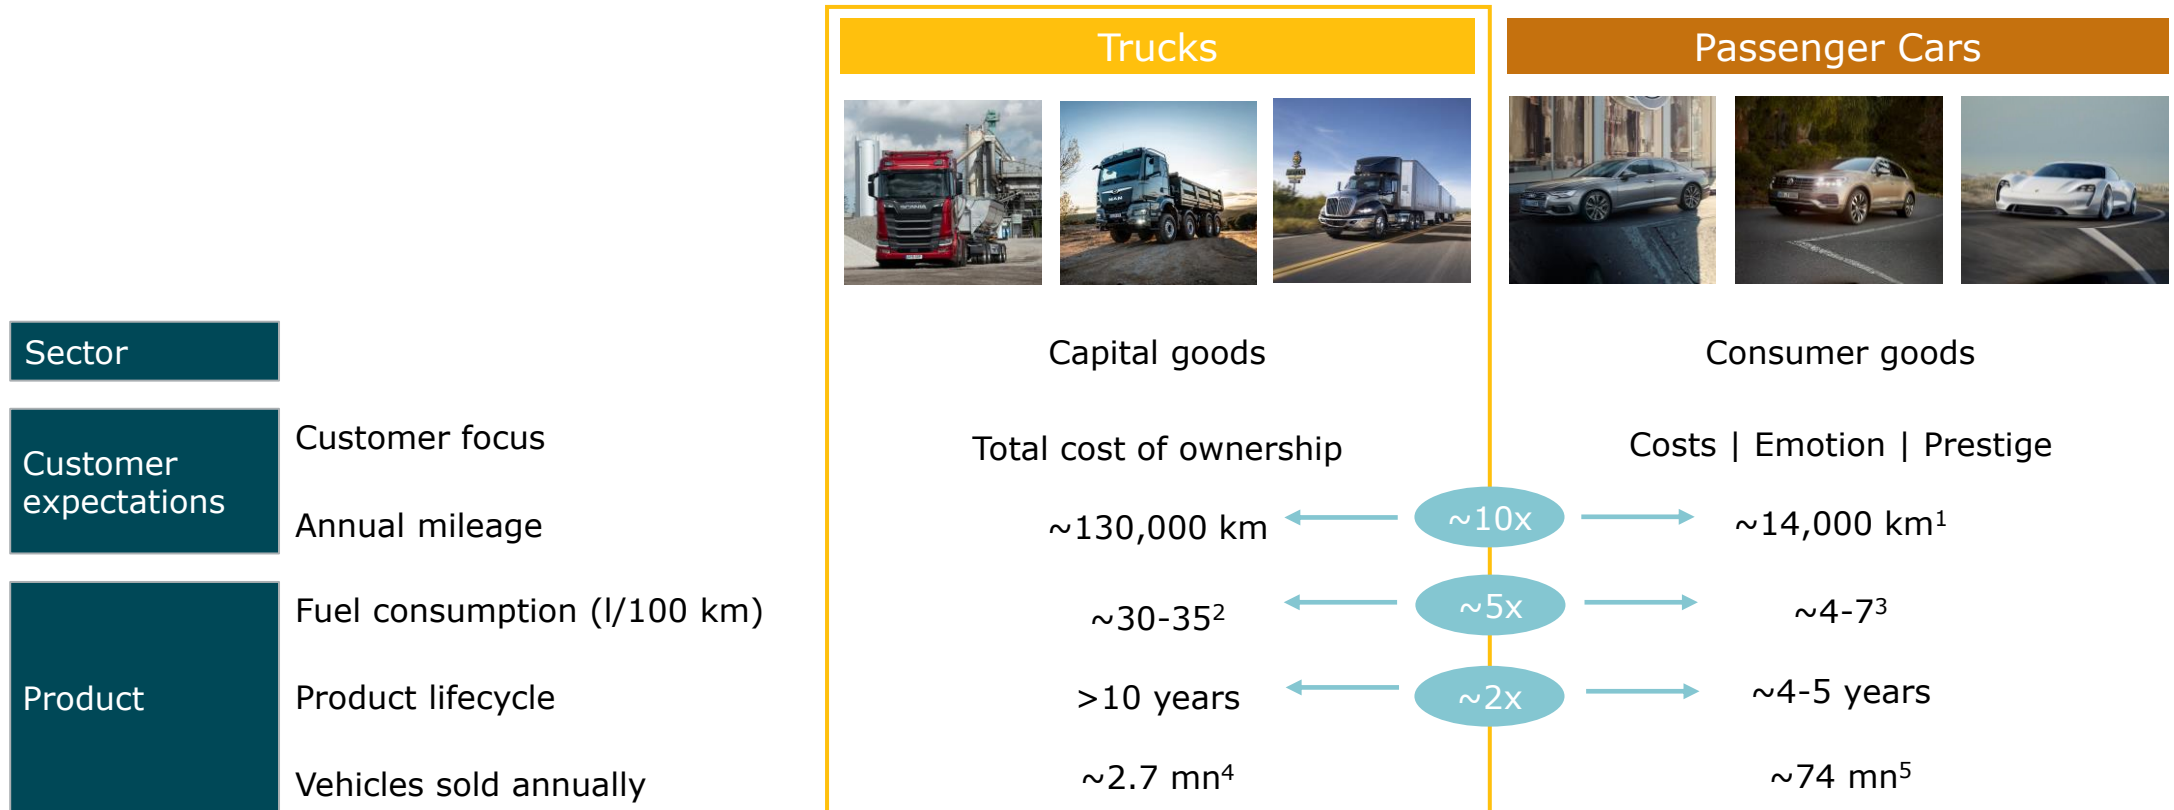 Trucks
Passenger Cars
SCANIA
MAN
Sector
Capital goods
Consumer goods
Customer
expectations
Customer focus
Total cost of ownership
Costs | Emotion | Prestige
Annual mileage
~130,000 km
~10x
~14,000 km¹
Product
Fuel consumption (l/100 km)
~30-35²
~5x
~4-7³
Product lifecycle
>10 years
~2x
~4-5 years
Vehicles sold annually
~2.7 mn⁴
~74 mn⁵